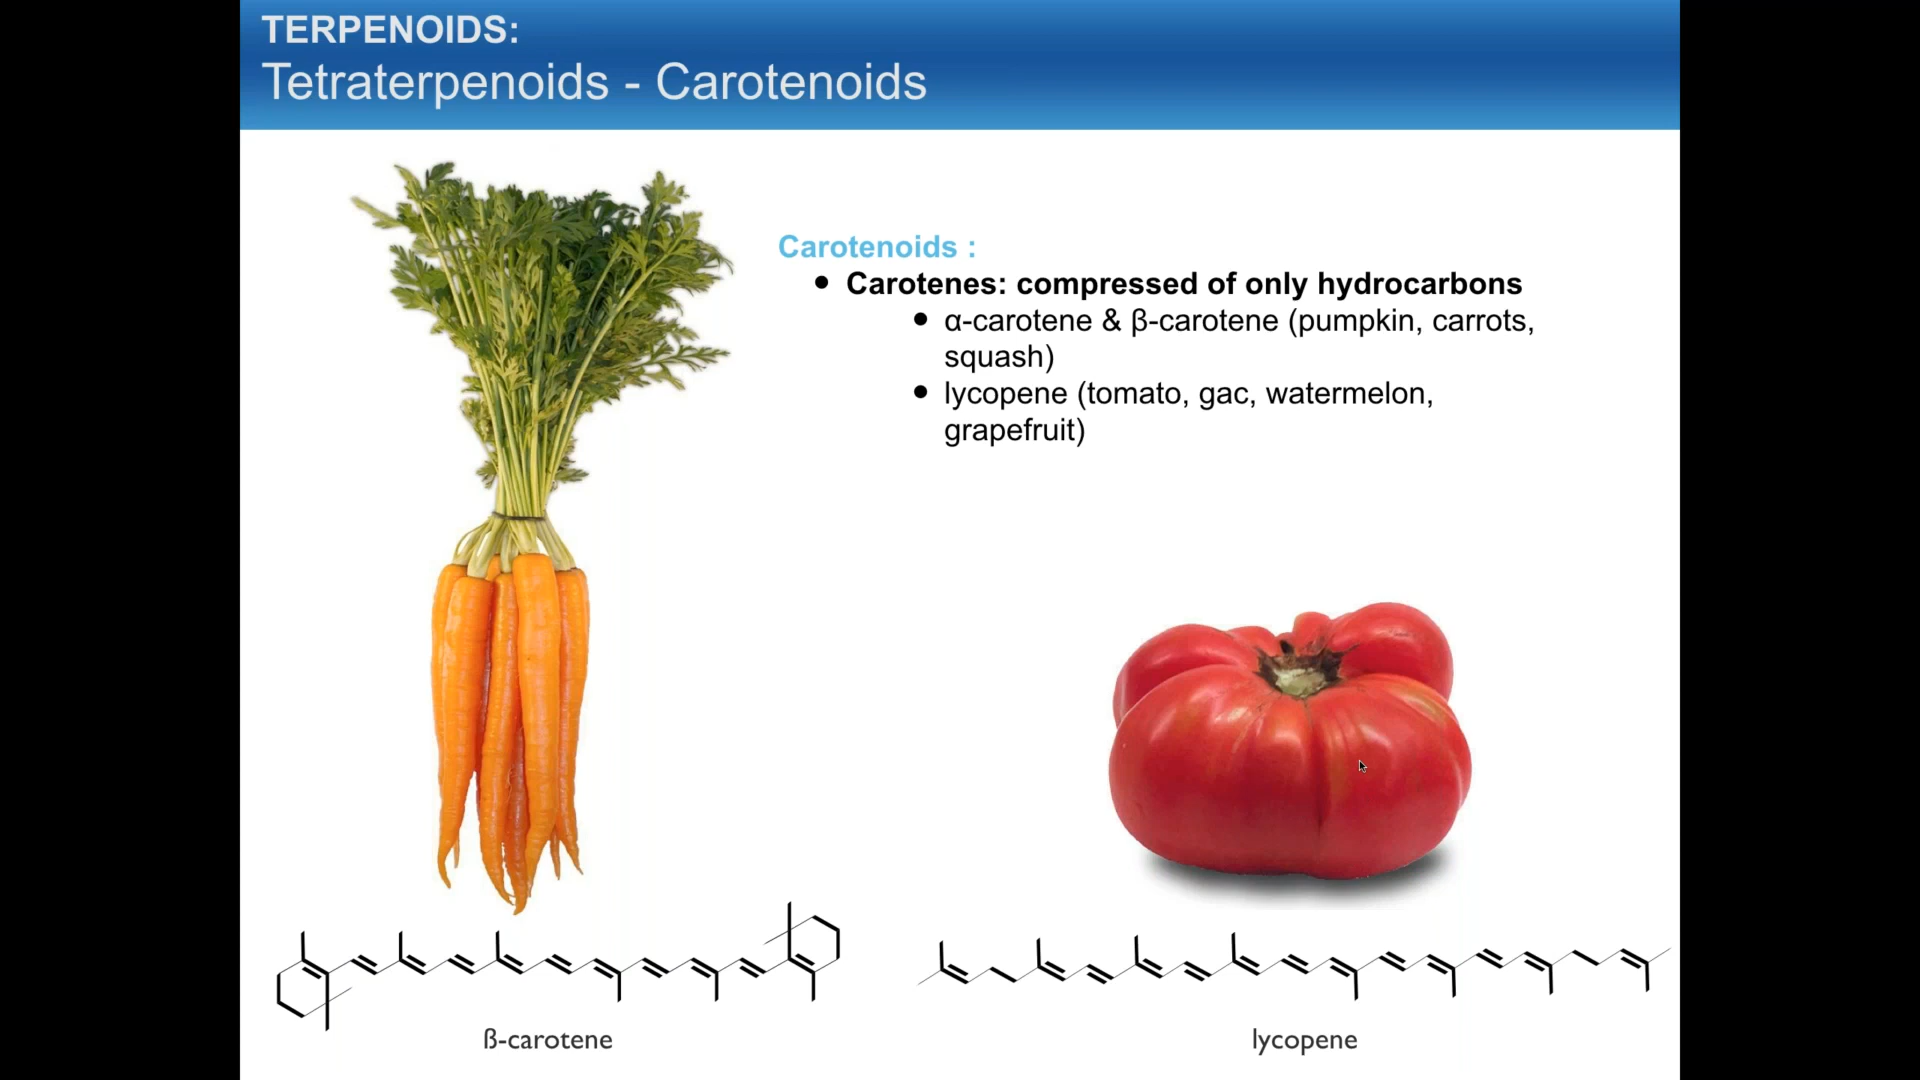 TERPENOIDS:
Tetraterpenoids - Carotenoids
Carotenoids :
• Carotenes: compressed of only hydrocarbons
• α-carotene & β-carotene (pumpkin, carrots,
squash)
• lycopene (tomato, gac, watermelon,
grapefruit)
ß-carotene
lycopene